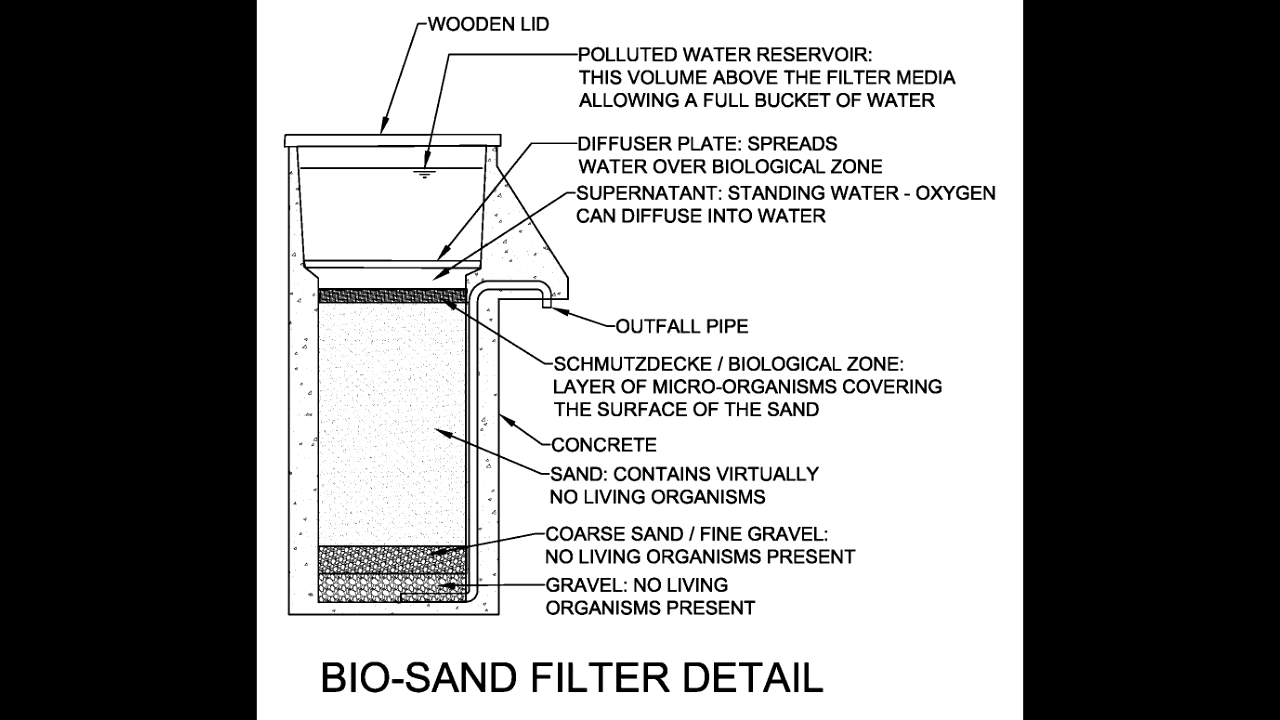 WOODEN LID
POLLUTED WATER RESERVOIR:
THIS VOLUME ABOVE THE FILTER MEDIA
ALLOWING A FULL BUCKET OF WATER
DIFFUSER PLATE: SPREADS
WATER OVER BIOLOGICAL ZONE
SUPERNATANT: STANDING WATER - OXYGEN
CAN DIFFUSE INTO WATER
OUTFALL PIPE
SCHMUTZDECKE / BIOLOGICAL ZONE:
LAYER OF MICRO-ORGANISMS COVERING
THE SURFACE OF THE SAND
CONCRETE
SAND: CONTAINS VIRTUALLY
NO LIVING ORGANISMS
COARSE SAND / FINE GRAVEL:
NO LIVING ORGANISMS PRESENT
GRAVEL: NO LIVING
ORGANISMS PRESENT
BIO-SAND FILTER DETAIL